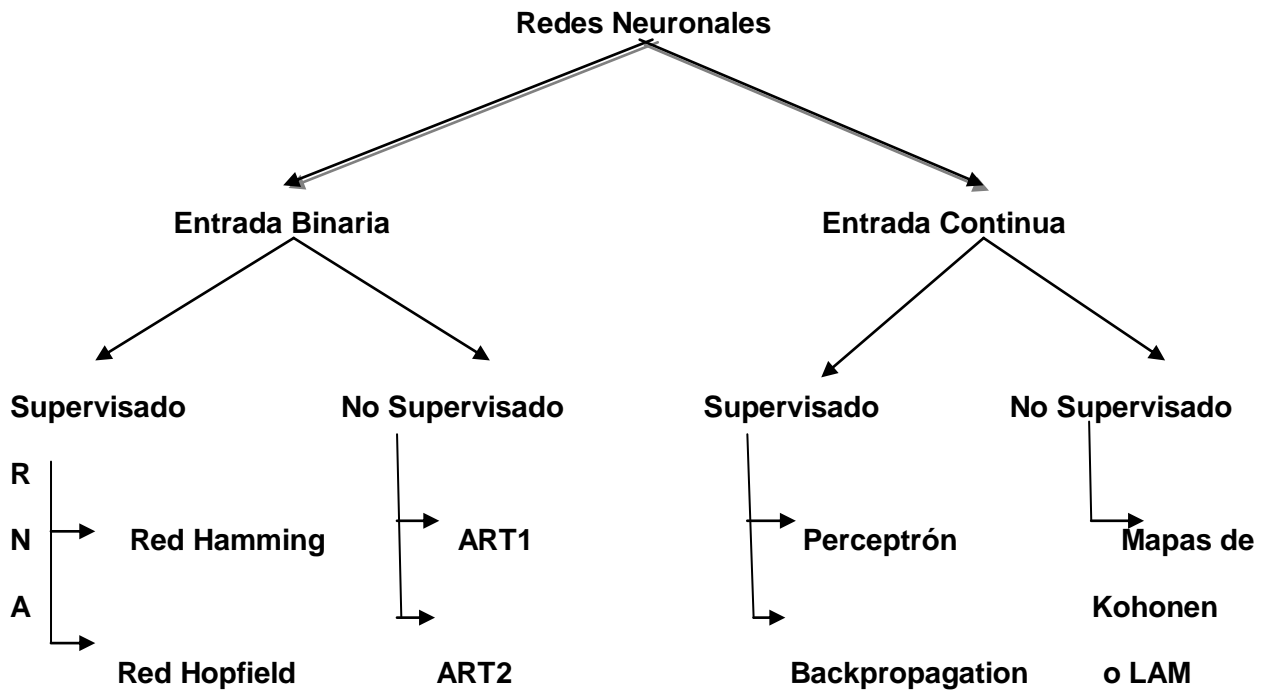 Redes Neuronales
Entrada Binaria Entrada Continua
Supervisado No Supervisado Supervisado No Supervisado
R
N Red Hamming ART1 Perceptrón Mapas de
A Kohonen
Red Hopfield ART2 Backpropagation o LAM